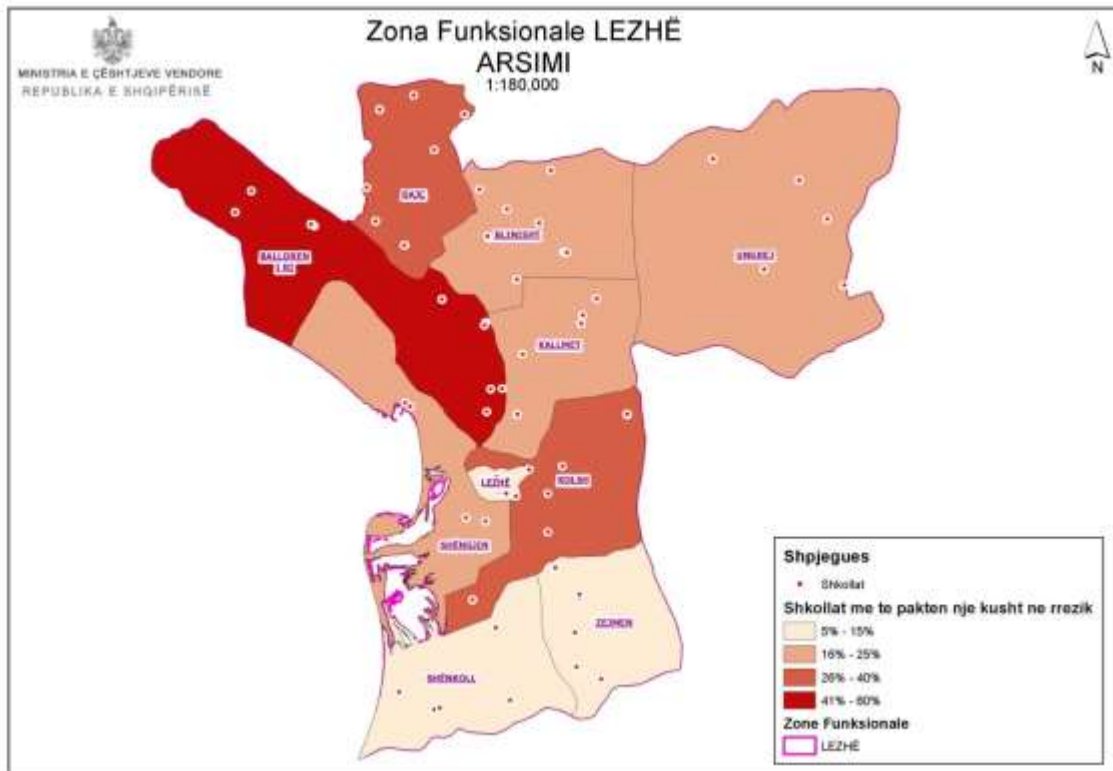 Zona Funksionale LEZHË
ARSIMI
1:180,000
MINISTRIA E ÇËSHTJEVE VENDORE
REPUBLIKA E SHQIPËRISË
N
DAJÇ
BLINISHT
UNGREJ
BALLDREN
I RI
KALLMET
LEZHË
KOLSH
SHËNGJIN
ZEJMEN
SHËNKOLL
Shpjegues
Shkollat
Shkollat me te pakten nje kusht ne rrezik
5% - 15%
16% - 25%
26% - 40%
41% - 60%
Zone Funksionale
LEZHË